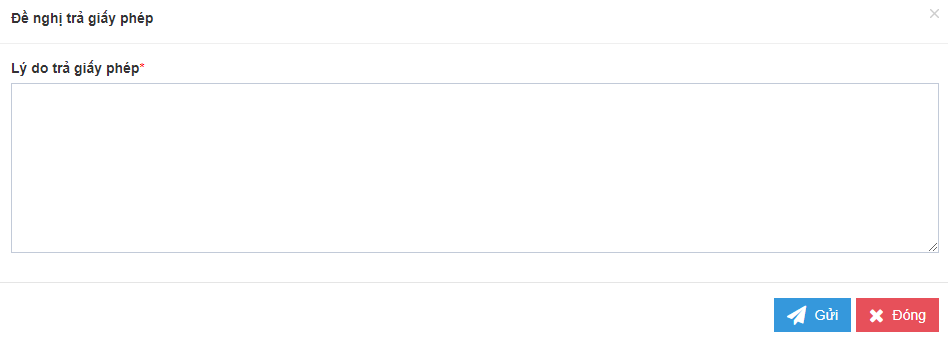 Đề nghị trả giấy phép
Lý do trả giấy phép*
Gửi
Đóng